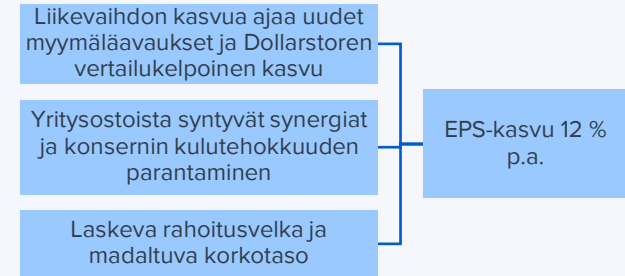 Liikevaihdon kasvua ajaa uudet
myymäläavaukset ja Dollarstoren
vertailukelpoinen kasvu
Yritysostoista syntyvät synergiat
ja konsernin kulutehokkuuden
parantaminen
Laskeva rahoitusvelka ja
madaltuva korkotaso
EPS-kasvu 12 %
p.a.